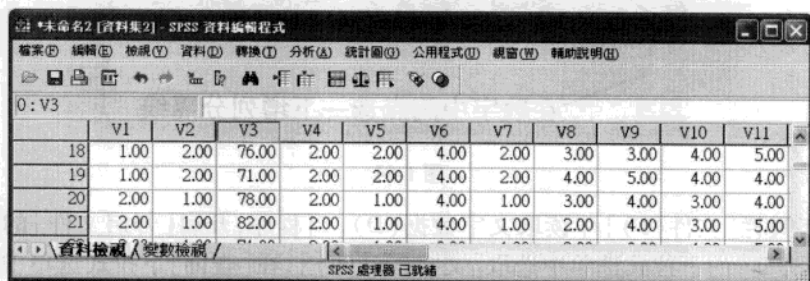 *未命名2 [資料集2] - SPSS 資料編輯程式
檔案(F) 編輯(E) 檢視(V) 資料(D) 轉換(T) 分析(A) 統計圖(G) 公用程式(U) 視窗(W) 輔助說明(H)
0 : V3
V1 V2 V3 V4 V5 V6 V7 V8 V9 V10 V11
18 1.00 2.00 76.00 2.00 2.00 4.00 2.00 3.00 3.00 4.00 5.00
19 1.00 2.00 71.00 2.00 2.00 4.00 2.00 4.00 5.00 4.00 4.00
20 2.00 1.00 78.00 2.00 1.00 4.00 1.00 3.00 4.00 3.00 4.00
21 2.00 1.00 82.00 2.00 1.00 4.00 1.00 2.00 4.00 3.00 5.00
資料檢視 變數檢視
SPSS 處理器 已就緒